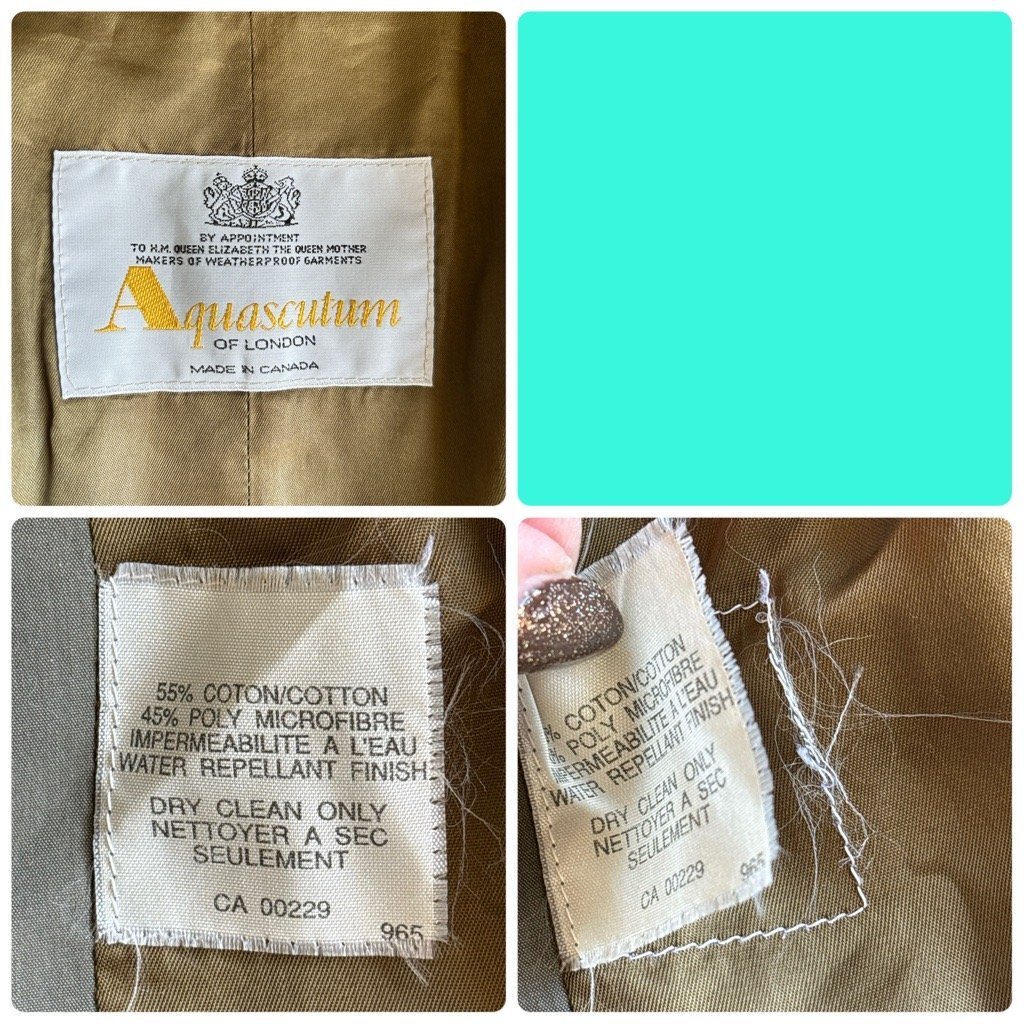 BY APPOINTMENT
TO H.M. QUEEN ELIZABETH THE QUEEN MOTHER
MAKERS OF WEATHERPROOF GARMENTS
Aquascutum
OF LONDON
MADE IN CANADA
55% COTON/COTTON
45% POLY MICROFIBRE
IMPERMEABILITE A L'EAU
WATER REPELLANT FINISH
DRY CLEAN ONLY
NETTOYER A SEC
SEULEMENT
CA 00229
965
% COTON/COTTON
% POLY MICROFIBRE
IMPERMEABILITE A L'EAU
WATER REPELLANT FINISH
DRY CLEAN ONLY
NETTOYER A SEC
SEULEMENT
CA 00229
965